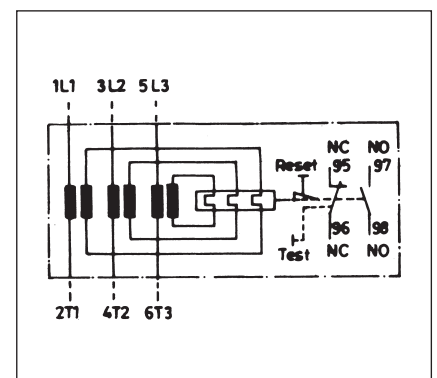 1L1 3L2 5L3
NC NO
Reset 95 97
96 98
Test NC NO
2T1 4T2 6T3